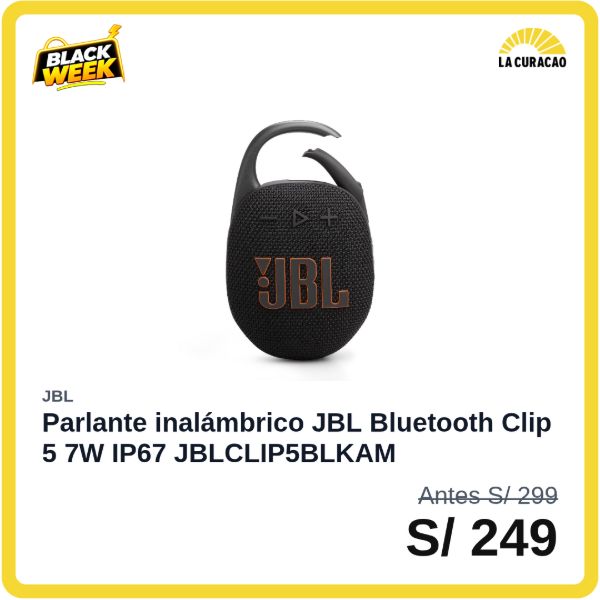 BLACK
WEEK
LA CURACAO
JBL
JBL
Parlante inalámbrico JBL Bluetooth Clip
5 7W IP67 JBLCLIP5BLKAM
Antes S/ 299
S/ 249